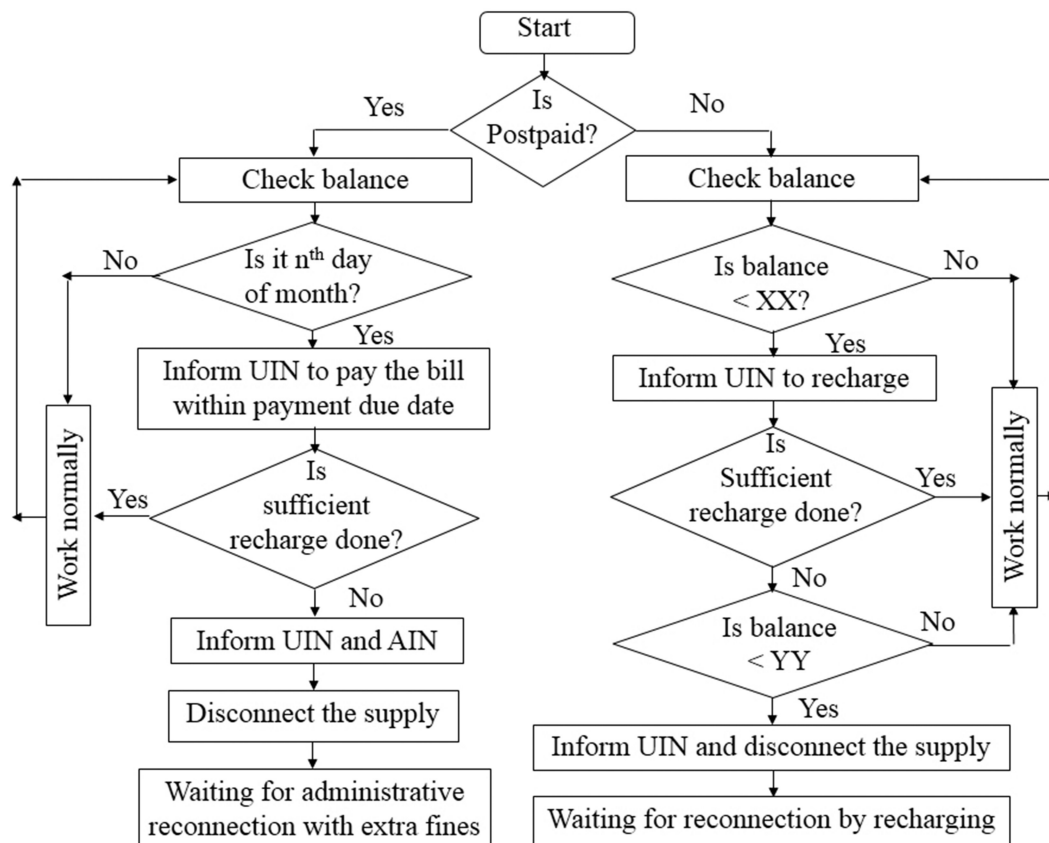 Start
Is
Postpaid?
Yes
No
Check balance
Is it nᵗʰ day
of month?
No
Yes
Inform UIN to pay the bill
within payment due date
Is
sufficient
recharge done?
Yes
Work normally
No
Inform UIN and AIN
Disconnect the supply
Waiting for administrative
reconnection with extra fines
Check balance
Is balance
< XX?
No
Yes
Inform UIN to recharge
Is
Sufficient
recharge done?
Yes
Work normally
No
Is balance
< YY
No
Yes
Inform UIN and disconnect the supply
Waiting for reconnection by recharging